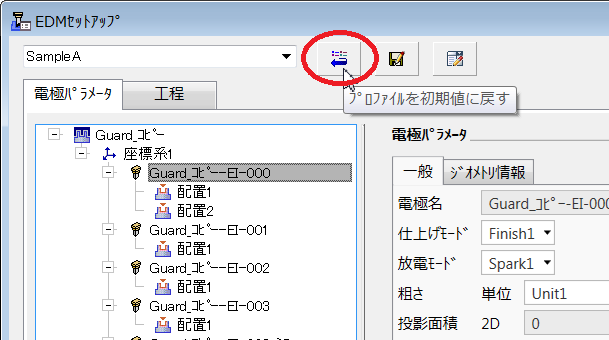 EDMｾｯﾄｱｯﾌﾟ
SampleA
ﾌﾟﾛﾌｧｲﾙを初期値に戻す
電極ﾊﾟﾗﾒｰﾀ 工程
Guard_ｺﾋﾟｰ
座標系1
Guard_ｺﾋﾟｰ-EI-000
配置1
配置2
Guard_ｺﾋﾟｰ-EI-001
配置1
Guard_ｺﾋﾟｰ-EI-002
配置1
Guard_ｺﾋﾟｰ-EI-003
配置1
電極ﾊﾟﾗﾒｰﾀ
一般 ｼﾞｵﾒﾄﾘ情報
電極名 Guard_ｺﾋﾟｰ-EI-000
仕上げﾓｰﾄﾞ Finish1
放電ﾓｰﾄﾞ Spark1
粗さ 単位 Unit1
投影面積 2D 0